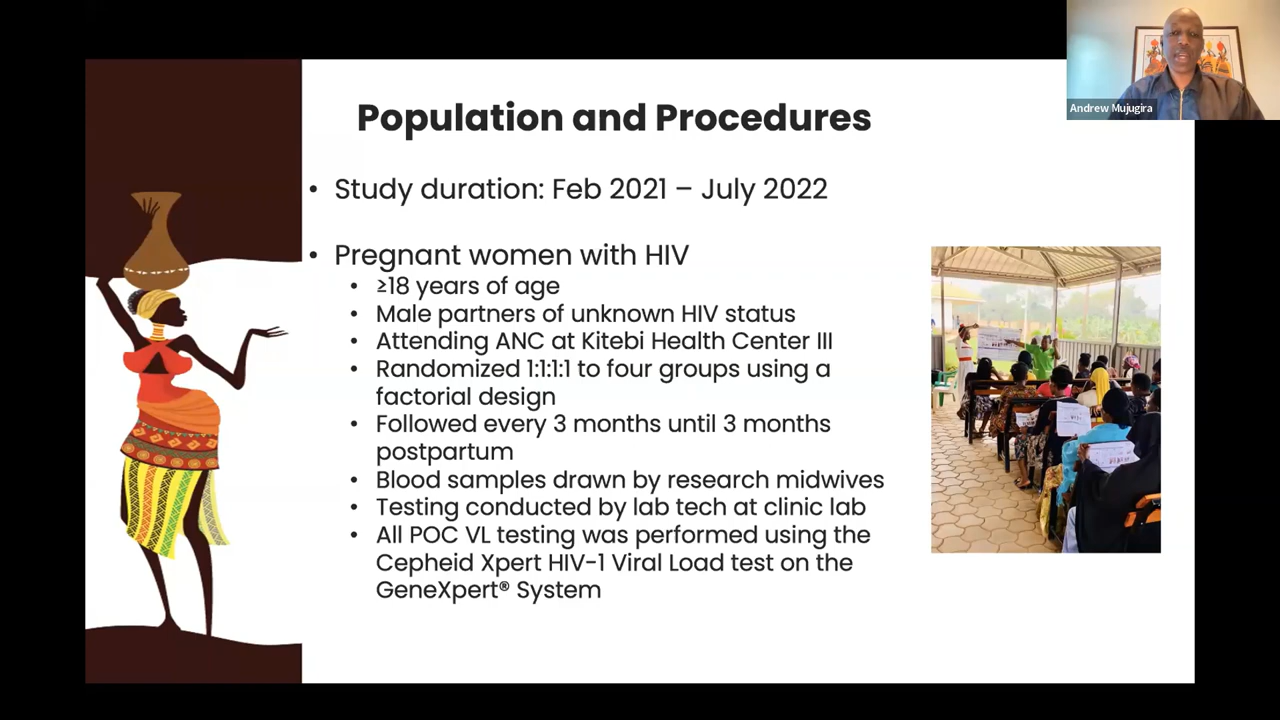 Andrew Mujugira
Population and Procedures
• Study duration: Feb 2021 – July 2022
• Pregnant women with HIV
• ≥18 years of age
• Male partners of unknown HIV status
• Attending ANC at Kitebi Health Center III
• Randomized 1:1:1:1 to four groups using a
factorial design
• Followed every 3 months until 3 months
postpartum
• Blood samples drawn by research midwives
• Testing conducted by lab tech at clinic lab
• All POC VL testing was performed using the
Cepheid Xpert HIV-1 Viral Load test on the
GeneXpert® System